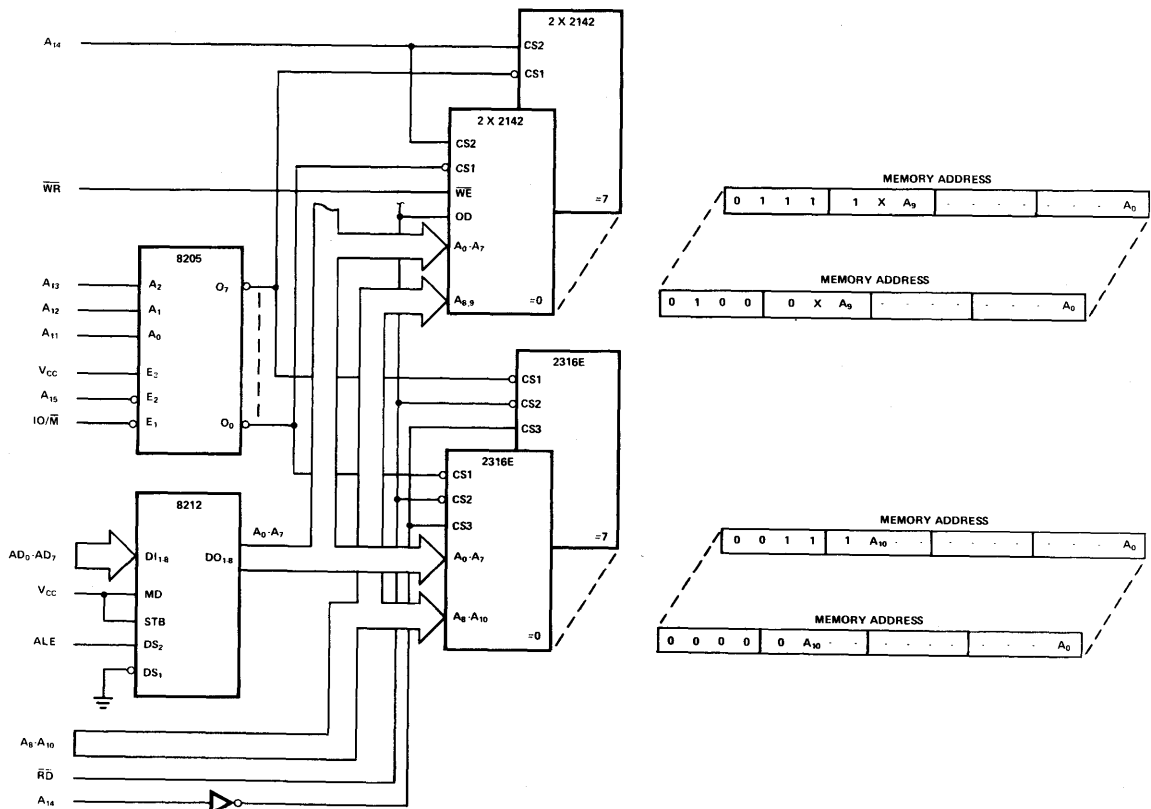 2 X 2142
A14
CS2
CS1
2 X 2142
CS2
CS1
WR
WE
=7
OD
A0-A7
A8,9
=0
8205
A13
A2
O7
A12
A1
A11
A0
VCC
E2
A15
E2
IO/M
E1
O0
MEMORY ADDRESS
0 1 1 1 1 X A9 - - - - - - - A0
MEMORY ADDRESS
0 1 0 0 0 X A9 - - - - - - - A0
2316E
CS1
CS2
CS3
2316E
CS1
CS2
CS3
=7
A0-A7
A8-A10
=0
8212
A0-A7
AD0-AD7
DI1-8
DO1-8
VCC
MD
STB
ALE
DS2
DS1
MEMORY ADDRESS
0 0 1 1 1 A10 - - - - - - - - A0
MEMORY ADDRESS
0 0 0 0 0 A10 - - - - - - - - A0
A8-A10
RD
A14